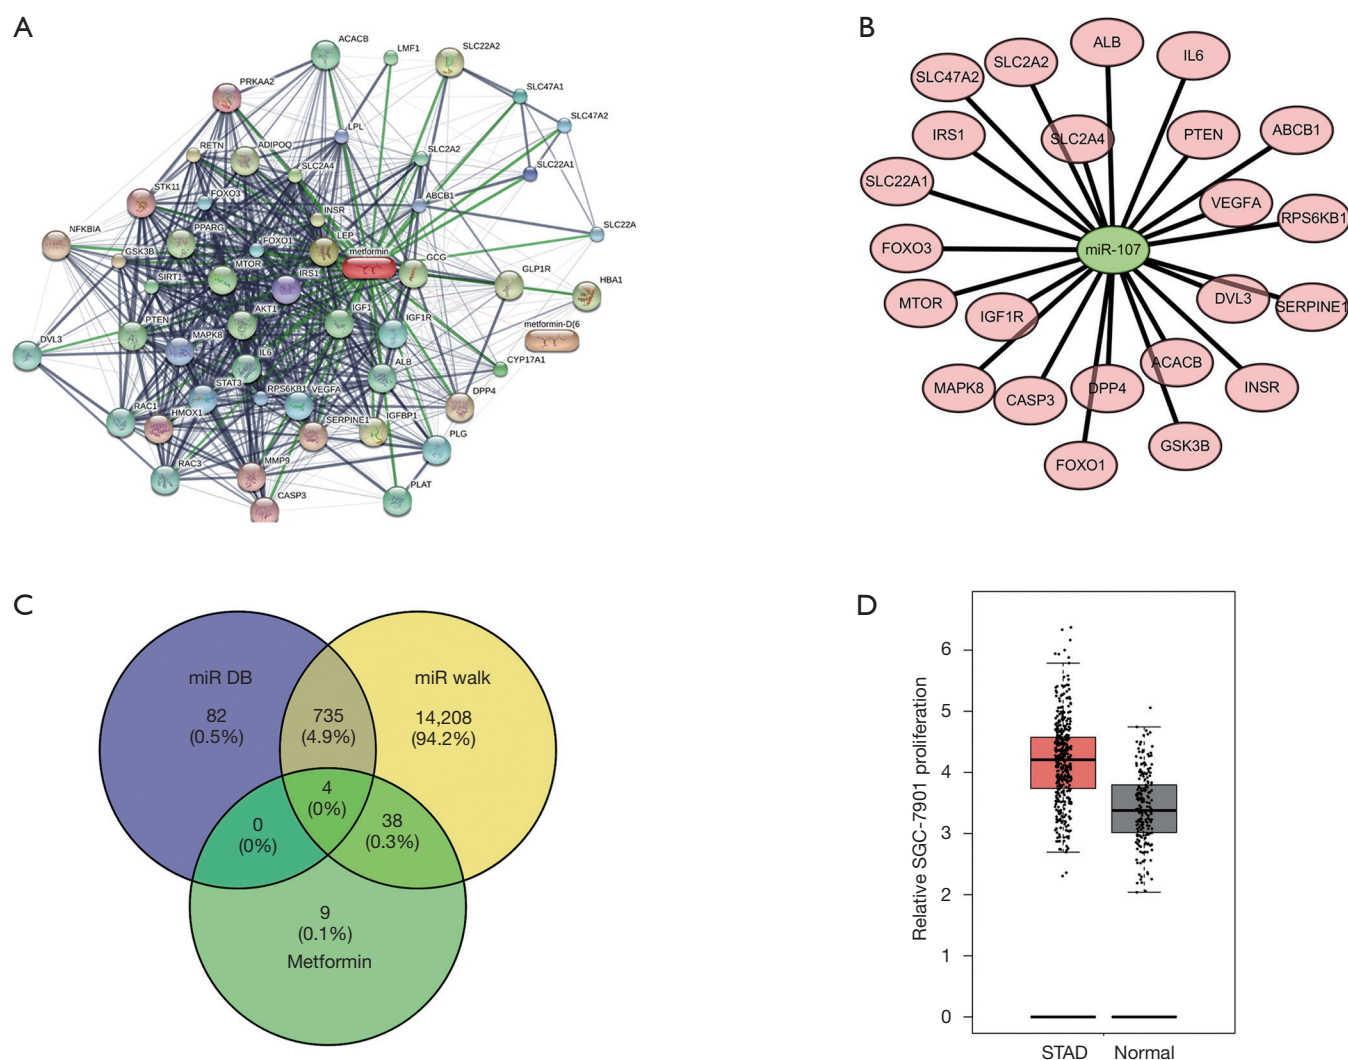 A
ACACB
LMF1
SLC22A2
PRKAA2
SLC47A1
SLC47A2
LPL
RETN
ADIPOQ
SLC2A2
SLC2A4
SLC22A1
STK11
FOXO3
ABCB1
INSR
NFKBIA
PPARG
LEP
SLC22A
FOXO1
metformin
GSK3B
GCG
MTOR
IRS1
SIRT1
GLP1R
HBA1
AKT1
IGF1
IGF1R
PTEN
metformin-D(6
DVL3
MAPK8
IL6
ALB
CYP17A1
STAT3
RPS6KB1
VEGFA
DPP4
RAC1
HMOX1
SERPINE1
IGFBP1
PLG
RAC3
MMP9
PLAT
CASP3
B
ALB
IL6
SLC2A2
SLC47A2
IRS1
SLC2A4
PTEN
ABCB1
SLC22A1
VEGFA
RPS6KB1
FOXO3
miR-107
MTOR
IGF1R
DVL3
SERPINE1
MAPK8
CASP3
DPP4
ACACB
INSR
GSK3B
FOXO1
C
miR DB
miR walk
82
(0.5%)
735
(4.9%)
14,208
(94.2%)
4
(0%)
0
(0%)
38
(0.3%)
9
(0.1%)
Metformin
D
Relative SGC-7901 proliferation
6
5
4
3
2
1
0
STAD
Normal